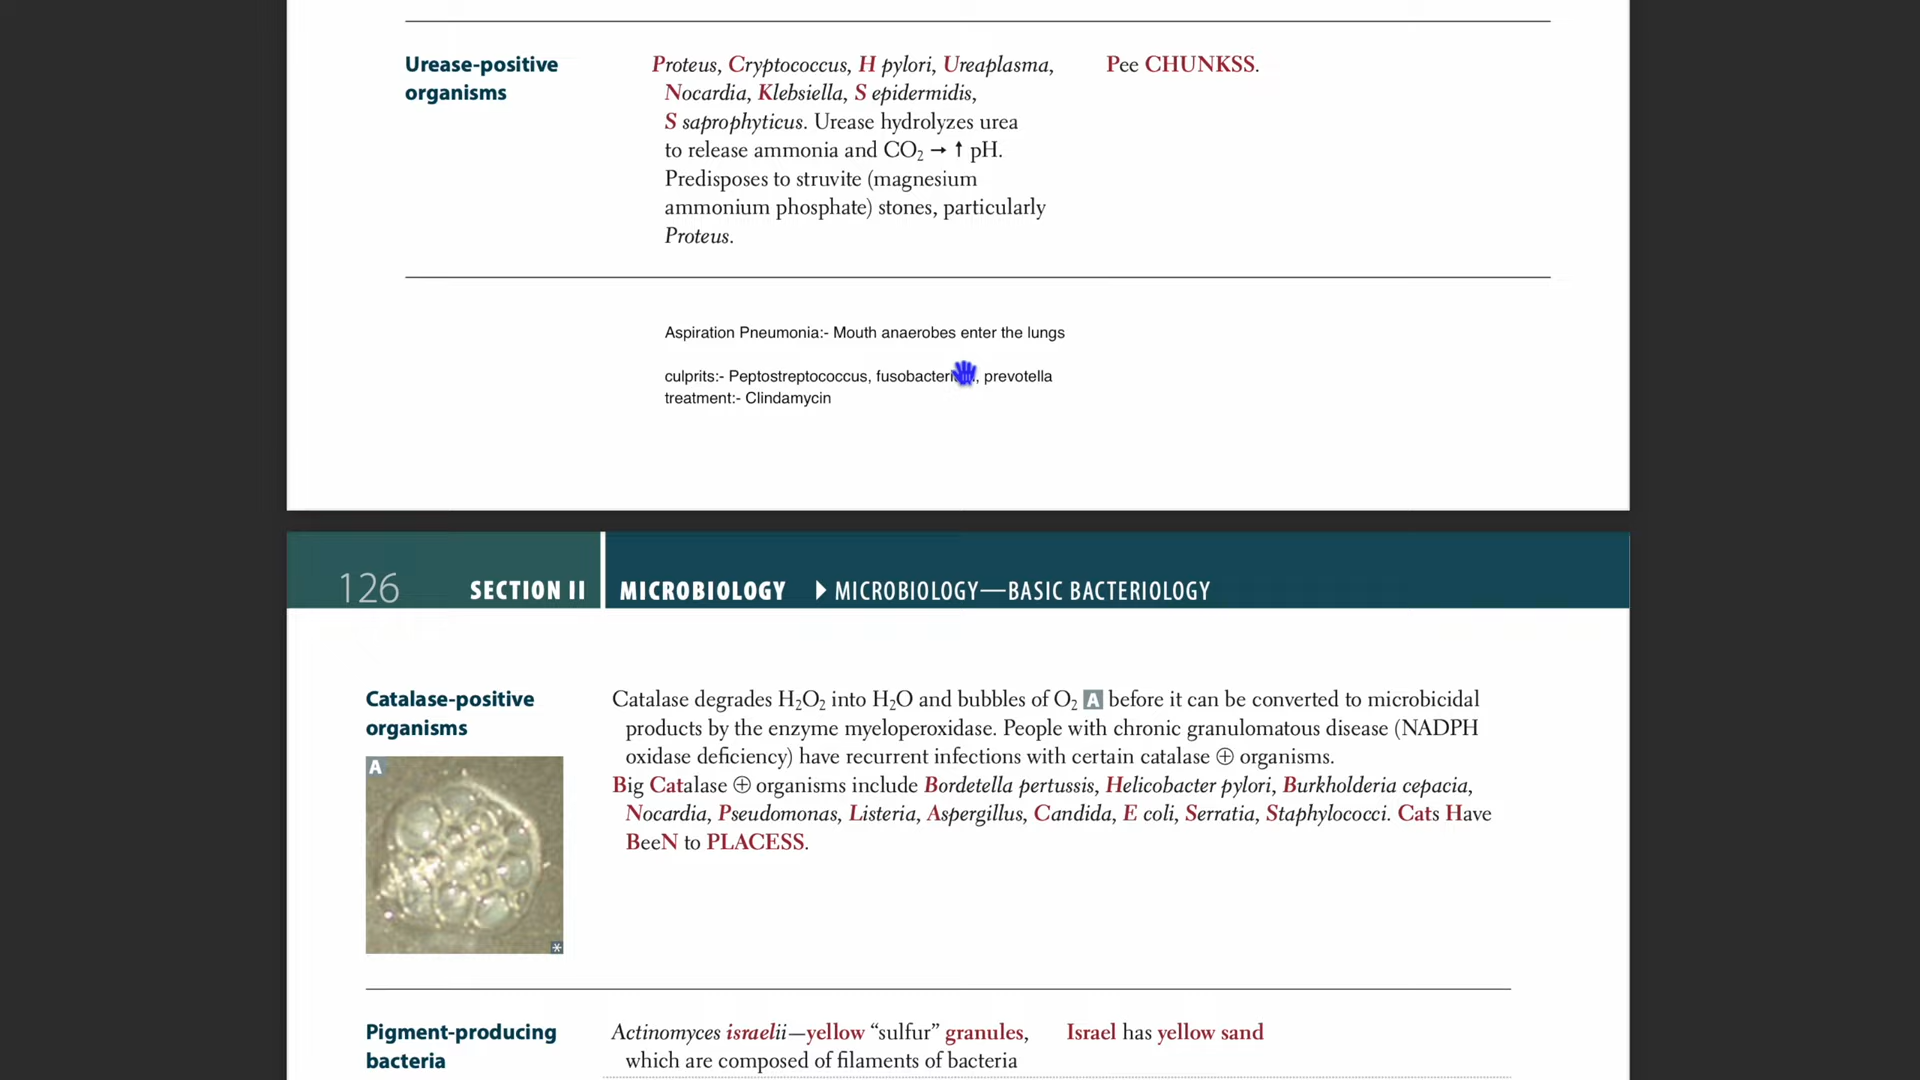 Urease-positive
organisms
Proteus, Cryptococcus, H pylori, Ureaplasma,
Nocardia, Klebsiella, S epidermidis,
S saprophyticus. Urease hydrolyzes urea
to release ammonia and CO₂ → ↑ pH.
Predisposes to struvite (magnesium
ammonium phosphate) stones, particularly
Proteus.
Pee CHUNKSS.
Aspiration Pneumonia:- Mouth anaerobes enter the lungs
culprits:- Peptostreptococcus, prevotella
treatment:- Clindamycin
126 SECTION II MICROBIOLOGY ▶ MICROBIOLOGY—BASIC BACTERIOLOGY
Catalase-positive
organisms
A
*
Catalase degrades H₂O₂ into H₂O and bubbles of O₂ A before it can be converted to microbicidal
products by the enzyme myeloperoxidase. People with chronic granulomatous disease (NADPH
oxidase deficiency) have recurrent infections with certain catalase ⊕ organisms.
Big Catalase ⊕ organisms include Bordetella pertussis, Helicobacter pylori, Burkholderia cepacia,
Nocardia, Pseudomonas, Listeria, Aspergillus, Candida, E coli, Serratia, Staphylococci. Cats Have
BeeN to PLACESS.
Pigment-producing
bacteria
Actinomyces israelii—yellow “sulfur” granules,
which are composed of filaments of bacteria
Israel has yellow sand